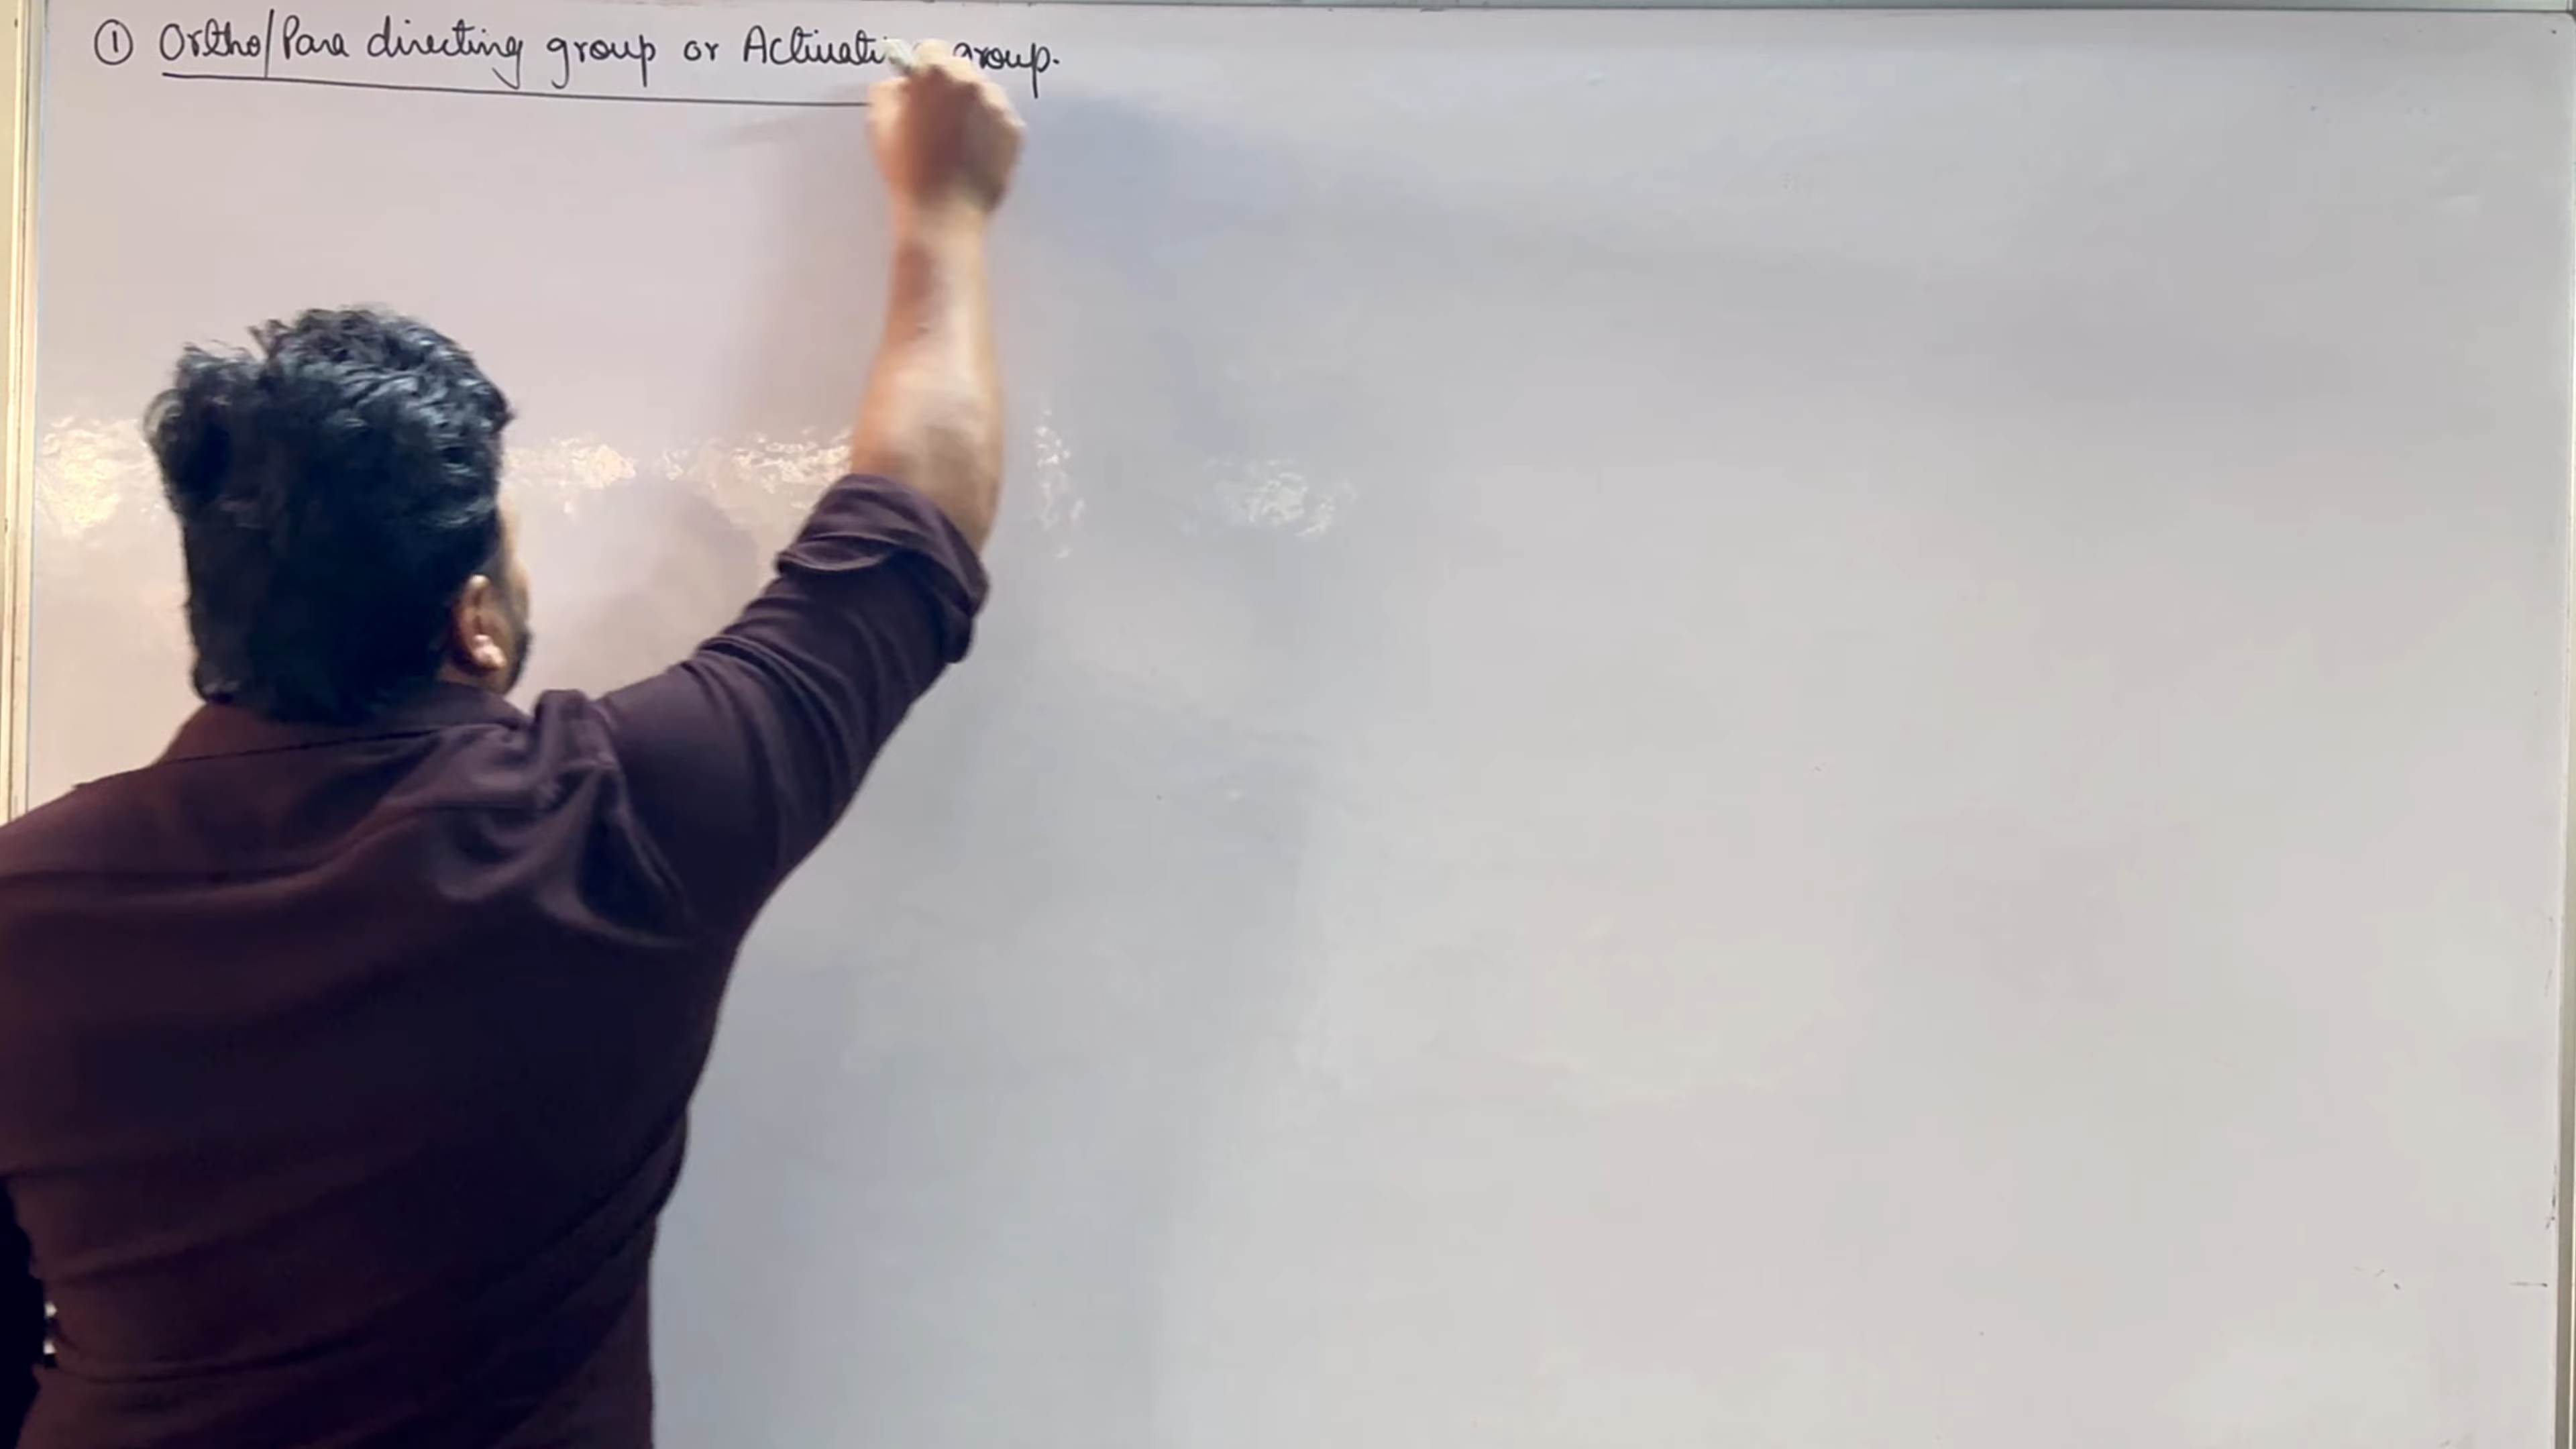 ① Ortho/Para directing group or Activati group.